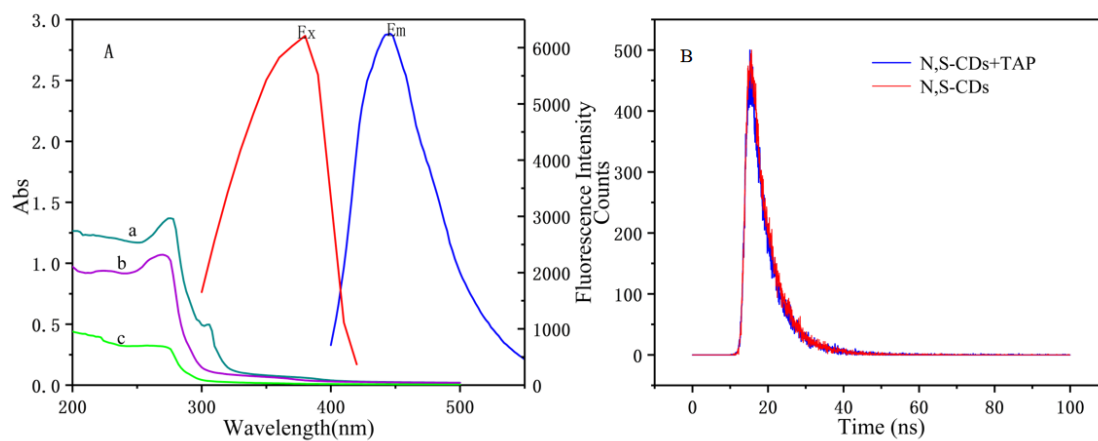 A
Ex
Em
3.0
2.5
2.0
1.5
1.0
0.5
0.0
Abs
a
b
c
6000
5000
4000
3000
2000
1000
0
Fluorescence Intensity
200
300
400
500
Wavelength(nm)
B
N,S-CDs+TAP
N,S-CDs
500
400
300
200
100
0
Counts
0
20
40
60
80
100
Time (ns)